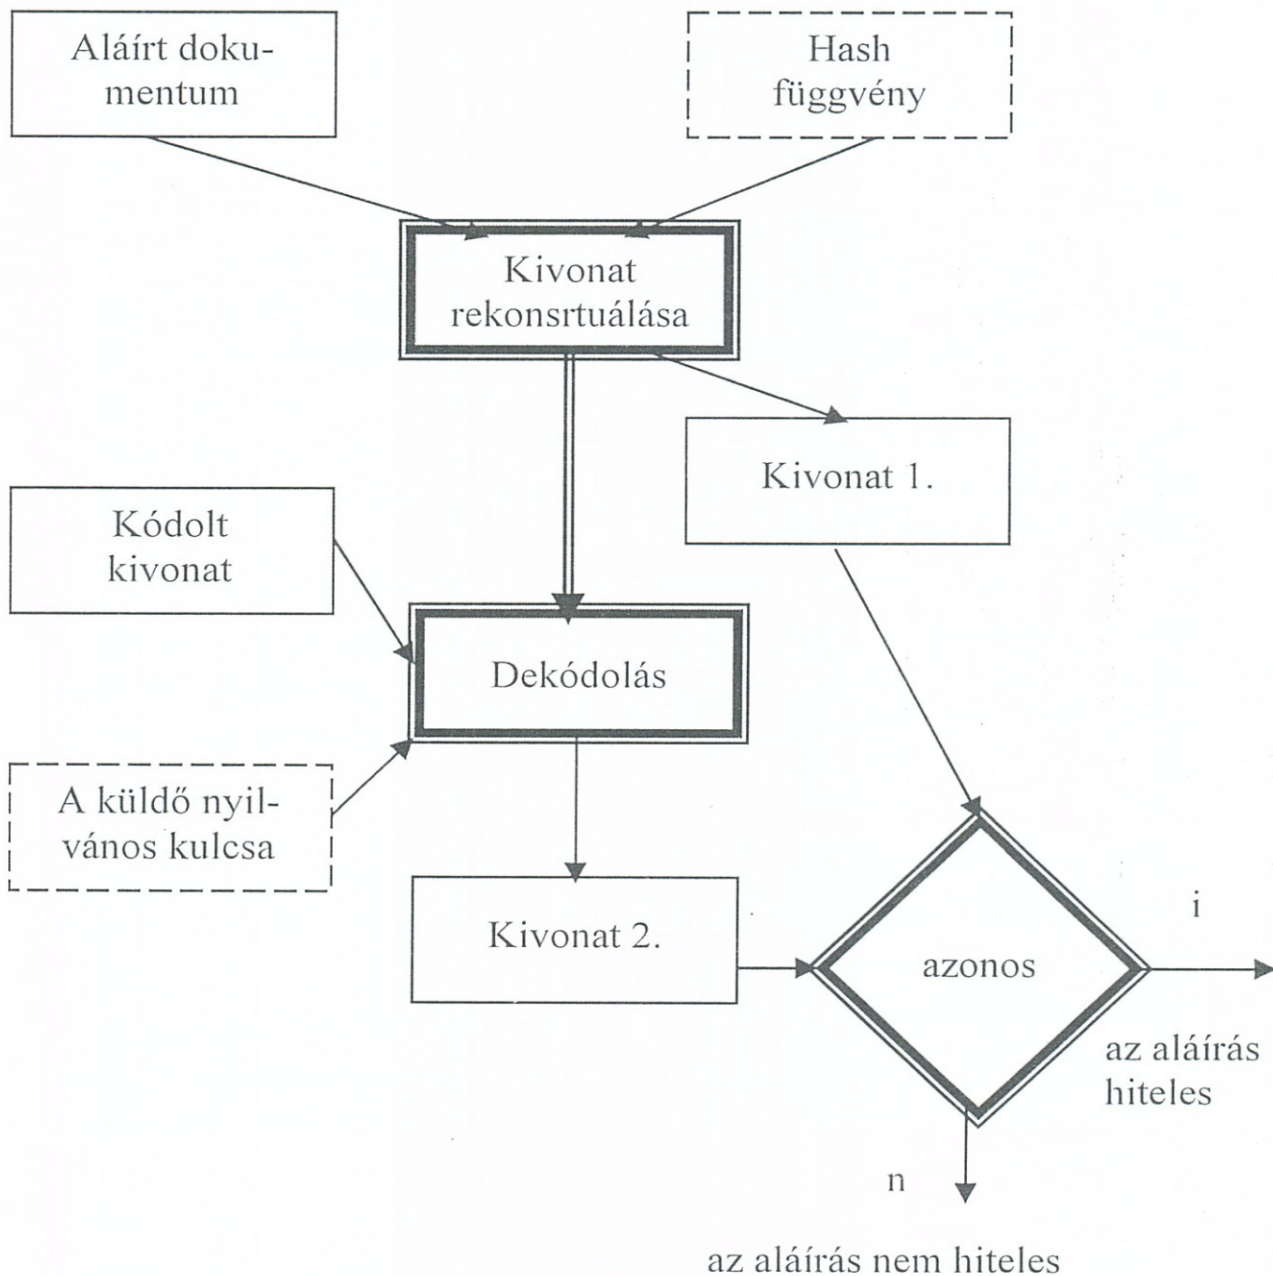 Aláírt doku-
mentum
Hash
függvény
Kivonat
rekonsrtuálása
Kivonat 1.
Kódolt
kivonat
Dekódolás
A küldő nyil-
vános kulcsa
Kivonat 2.
azonos
i
az aláírás
hiteles
n
az aláírás nem hiteles